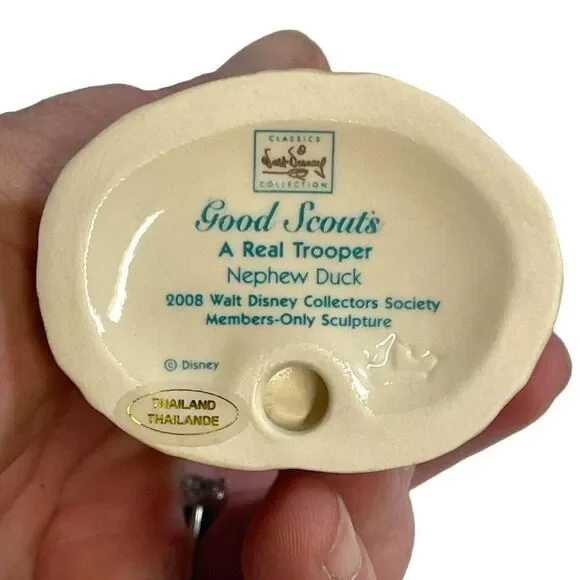 CLASSICS
Walt Disney
COLLECTION
Good Scouts
A Real Trooper
Nephew Duck
2008 Walt Disney Collectors Society
Members-Only Sculpture
© Disney
THAILAND
THAILANDE